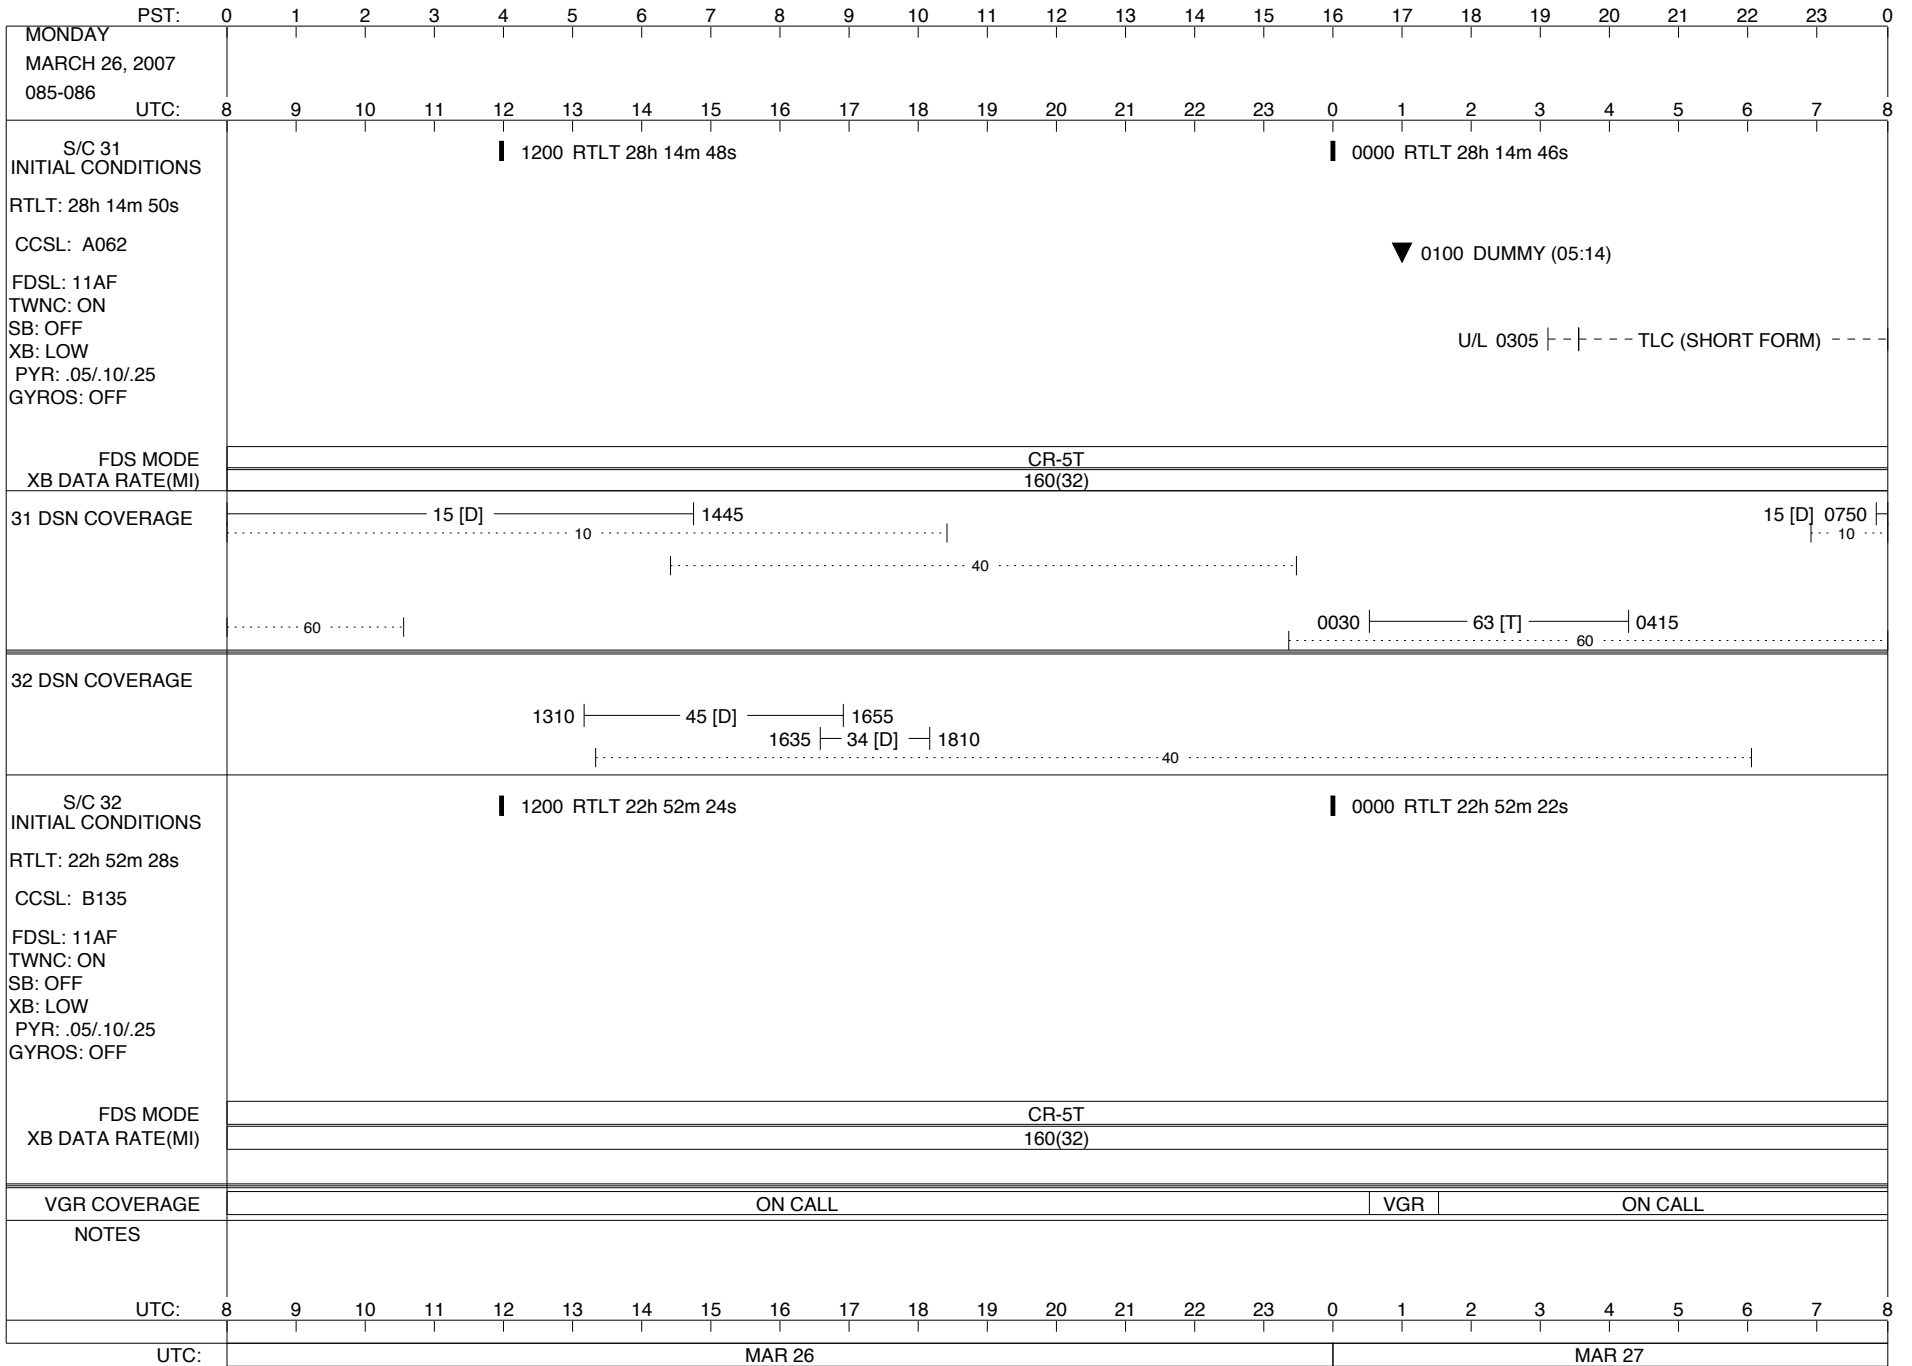 PST: 0 1 2 3 4 5 6 7 8 9 10 11 12 13 14 15 16 17 18 19 20 21 22 23 0
MONDAY
MARCH 26, 2007
085-086
UTC: 8 9 10 11 12 13 14 15 16 17 18 19 20 21 22 23 0 1 2 3 4 5 6 7 8
S/C 31
INITIAL CONDITIONS
1200 RTLT 28h 14m 48s
0000 RTLT 28h 14m 46s
RTLT: 28h 14m 50s
CCSL: A062
0100 DUMMY (05:14)
FDSL: 11AF
TWNC: ON
SB: OFF
U/L 0305 TLC (SHORT FORM)
XB: LOW
PYR: .05/.10/.25
GYROS: OFF
FDS MODE CR-5T
XB DATA RATE(MI) 160(32)
31 DSN COVERAGE 15 [D] 1445 15 [D] 0750
10 10
40
0030 63 [T] 0415
60 60
32 DSN COVERAGE
1310 45 [D] 1655
1635 34 [D] 1810
40
S/C 32
INITIAL CONDITIONS
1200 RTLT 22h 52m 24s
0000 RTLT 22h 52m 22s
RTLT: 22h 52m 28s
CCSL: B135
FDSL: 11AF
TWNC: ON
SB: OFF
XB: LOW
PYR: .05/.10/.25
GYROS: OFF
FDS MODE CR-5T
XB DATA RATE(MI) 160(32)
VGR COVERAGE ON CALL VGR ON CALL
NOTES
UTC: 8 9 10 11 12 13 14 15 16 17 18 19 20 21 22 23 0 1 2 3 4 5 6 7 8
UTC: MAR 26 MAR 27